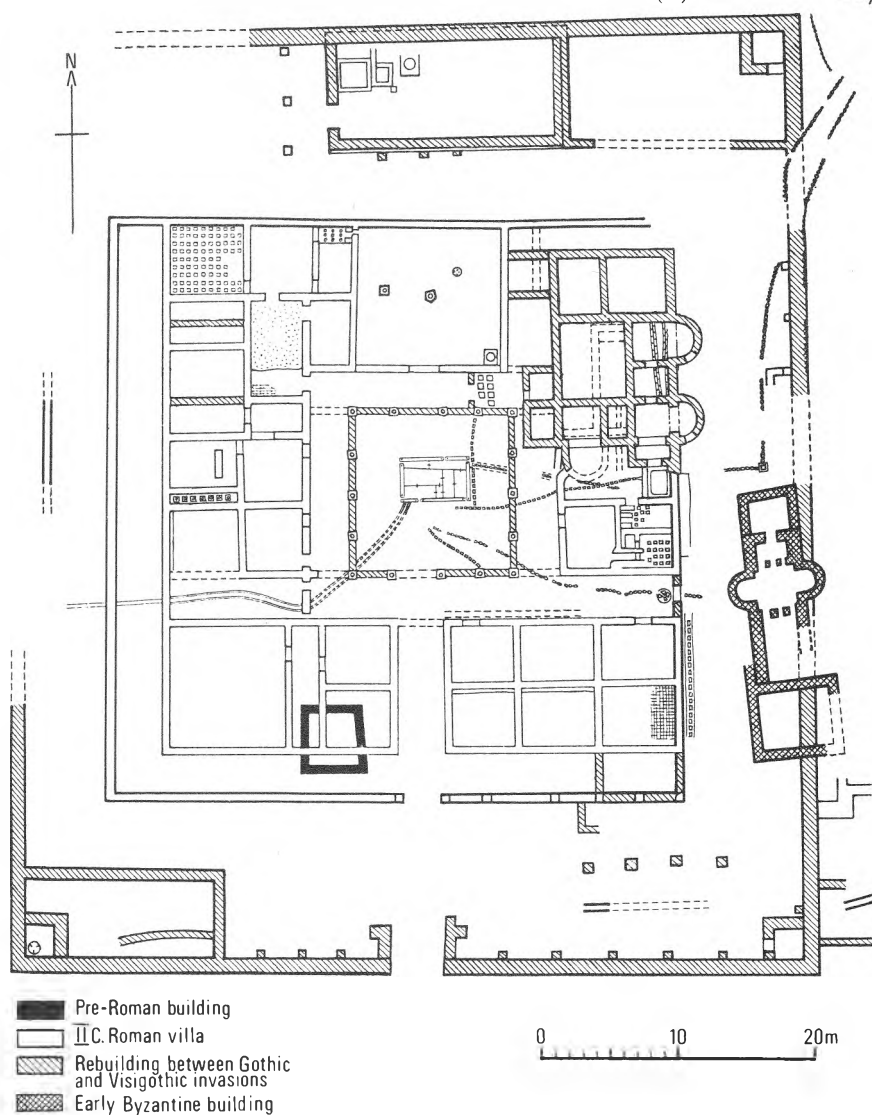 N
Pre-Roman building
II C. Roman villa
Rebuilding between Gothic
and Visigothic invasions
Early Byzantine building
0 10 20m